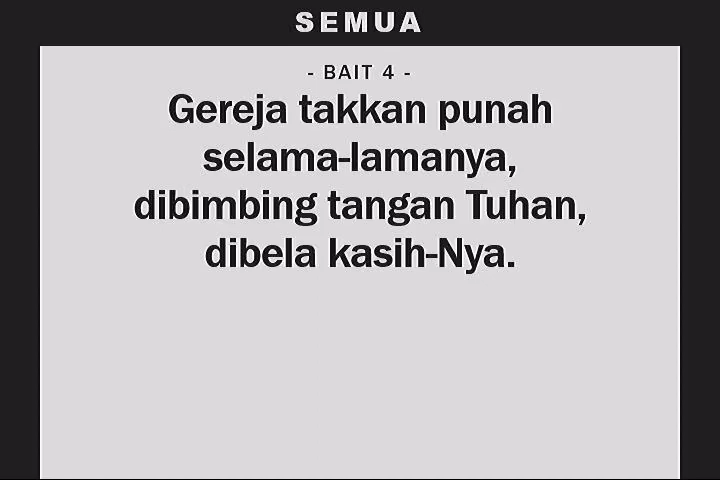 SEMUA
- BAIT 4 -
Gereja takkan punah
selama-lamanya,
dibimbing tangan Tuhan,
dibela kasih-Nya.